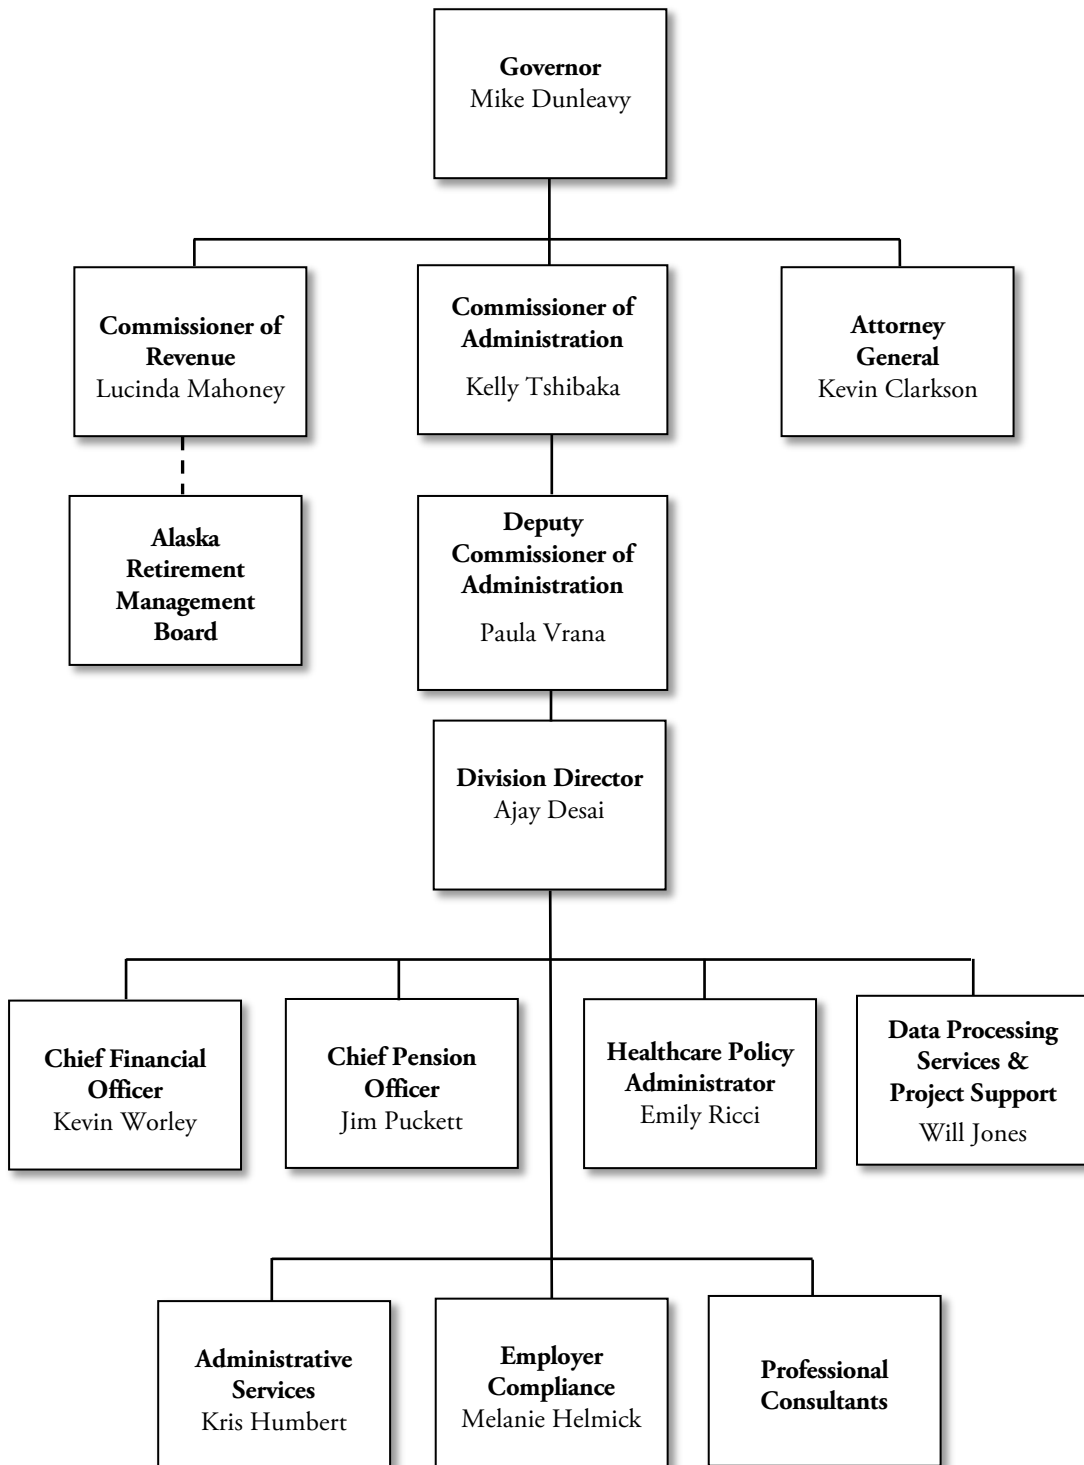 Governor
Mike Dunleavy
Commissioner of
Revenue
Lucinda Mahoney
Commissioner of
Administration
Kelly Tshibaka
Attorney
General
Kevin Clarkson
Alaska
Retirement
Management
Board
Deputy
Commissioner of
Administration
Paula Vrana
Division Director
Ajay Desai
Chief Financial
Officer
Kevin Worley
Chief Pension
Officer
Jim Puckett
Healthcare Policy
Administrator
Emily Ricci
Data Processing
Services &
Project Support
Will Jones
Administrative
Services
Kris Humbert
Employer
Compliance
Melanie Helmick
Professional
Consultants